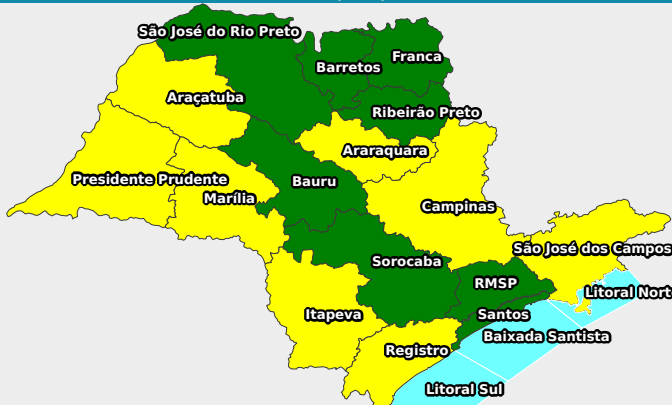 São José do Rio Preto
Franca
Barretos
Araçatuba
Ribeirão Preto
Araraquara
Presidente Prudente
Bauru
Marília
Campinas
São José dos Campos
Sorocaba
RMSP
Litoral Nort
Itapeva
Santos
Baixada Santista
Registro
Litoral Sul